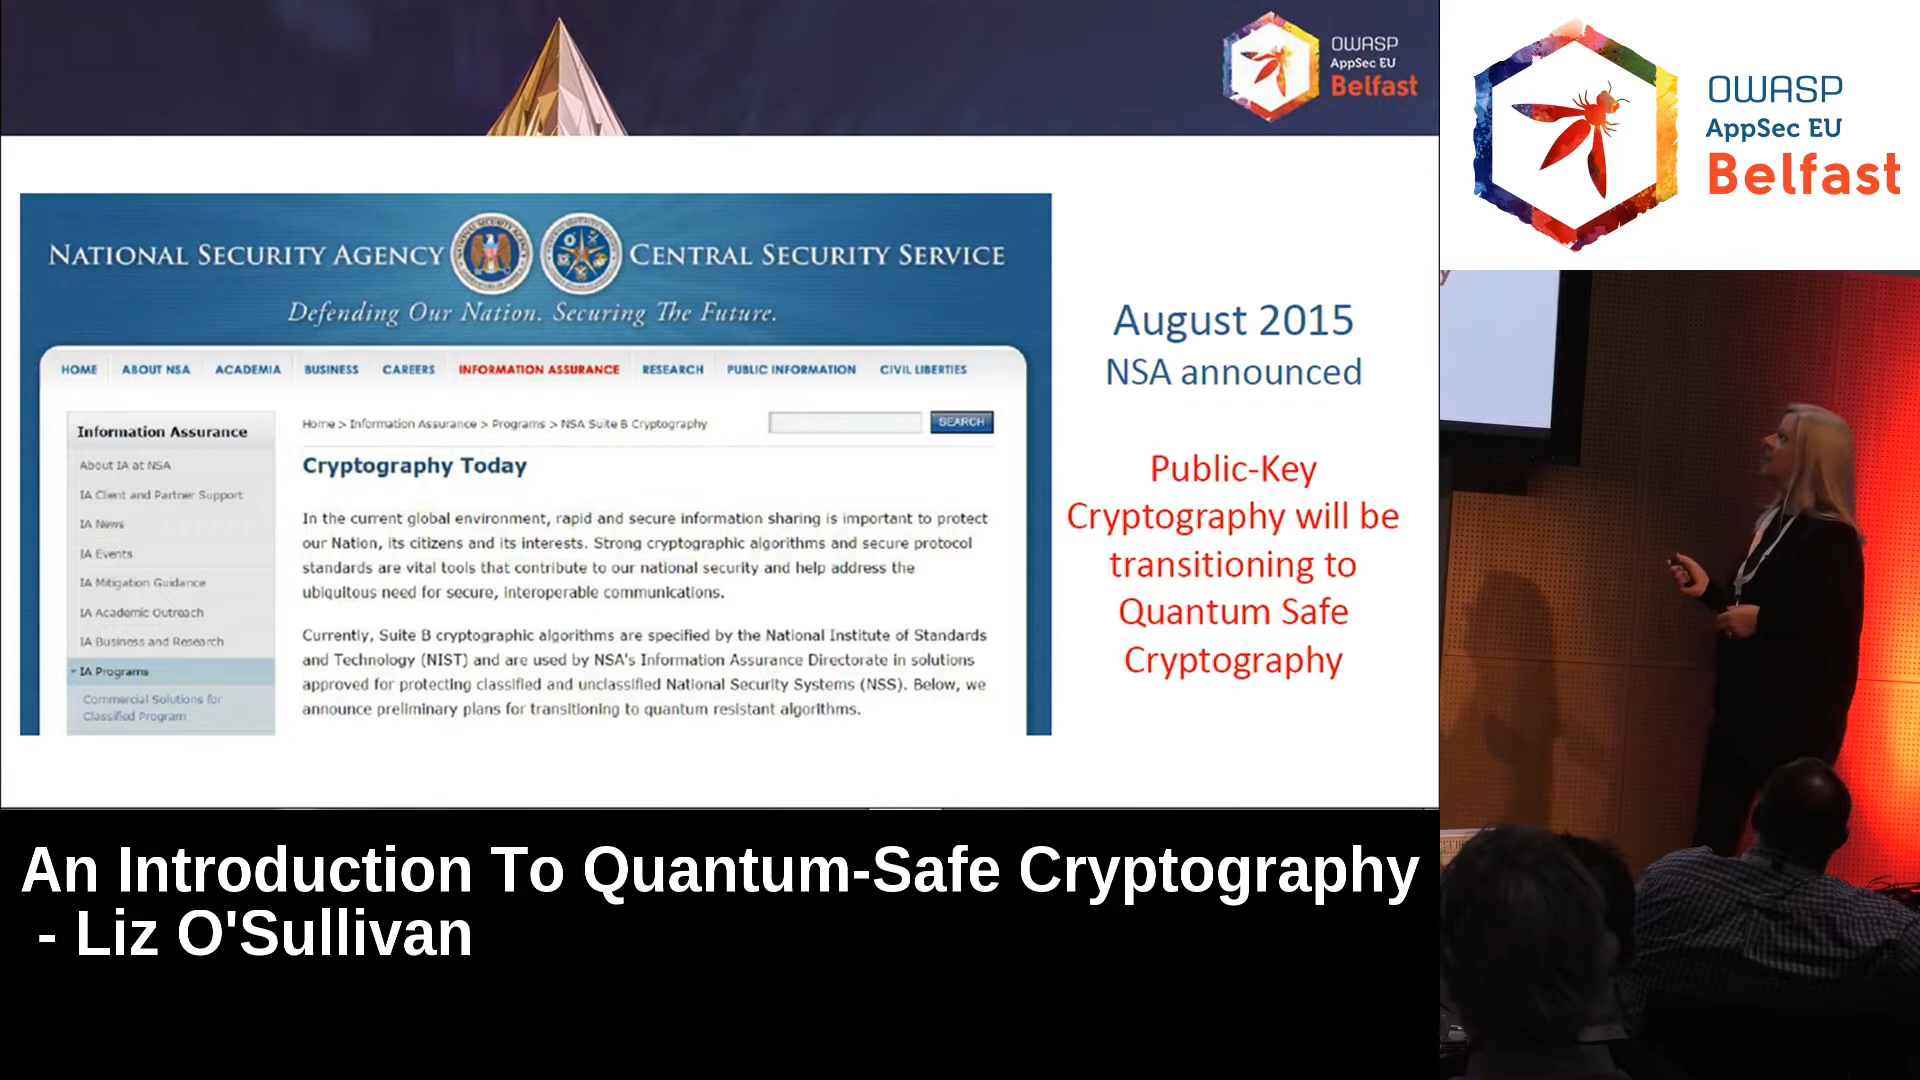 OWASP
AppSec EU
Belfast
OWASP
AppSec EU
Belfast
NATIONAL SECURITY AGENCY CENTRAL SECURITY SERVICE
Defending Our Nation. Securing The Future.
HOME ABOUT NSA ACADEMIA BUSINESS CAREERS INFORMATION ASSURANCE RESEARCH PUBLIC INFORMATION CIVIL LIBERTIES
Information Assurance
About IA at NSA
IA Client and Partner Support
IA News
IA Events
IA Mitigation Guidance
IA Academic Outreach
IA Business and Research
IA Programs
Commercial Solutions for
Classified Program
Home > Information Assurance > Programs > NSA Suite B Cryptography
SEARCH
Cryptography Today
In the current global environment, rapid and secure information sharing is important to protect
our Nation, its citizens and its interests. Strong cryptographic algorithms and secure protocol
standards are vital tools that contribute to our national security and help address the
ubiquitous need for secure, interoperable communications.
Currently, Suite B cryptographic algorithms are specified by the National Institute of Standards
and Technology (NIST) and are used by NSA's Information Assurance Directorate in solutions
approved for protecting classified and unclassified National Security Systems (NSS). Below, we
announce preliminary plans for transitioning to quantum resistant algorithms.
August 2015
NSA announced
Public-Key
Cryptography will be
transitioning to
Quantum Safe
Cryptography
An Introduction To Quantum-Safe Cryptography
- Liz O'Sullivan